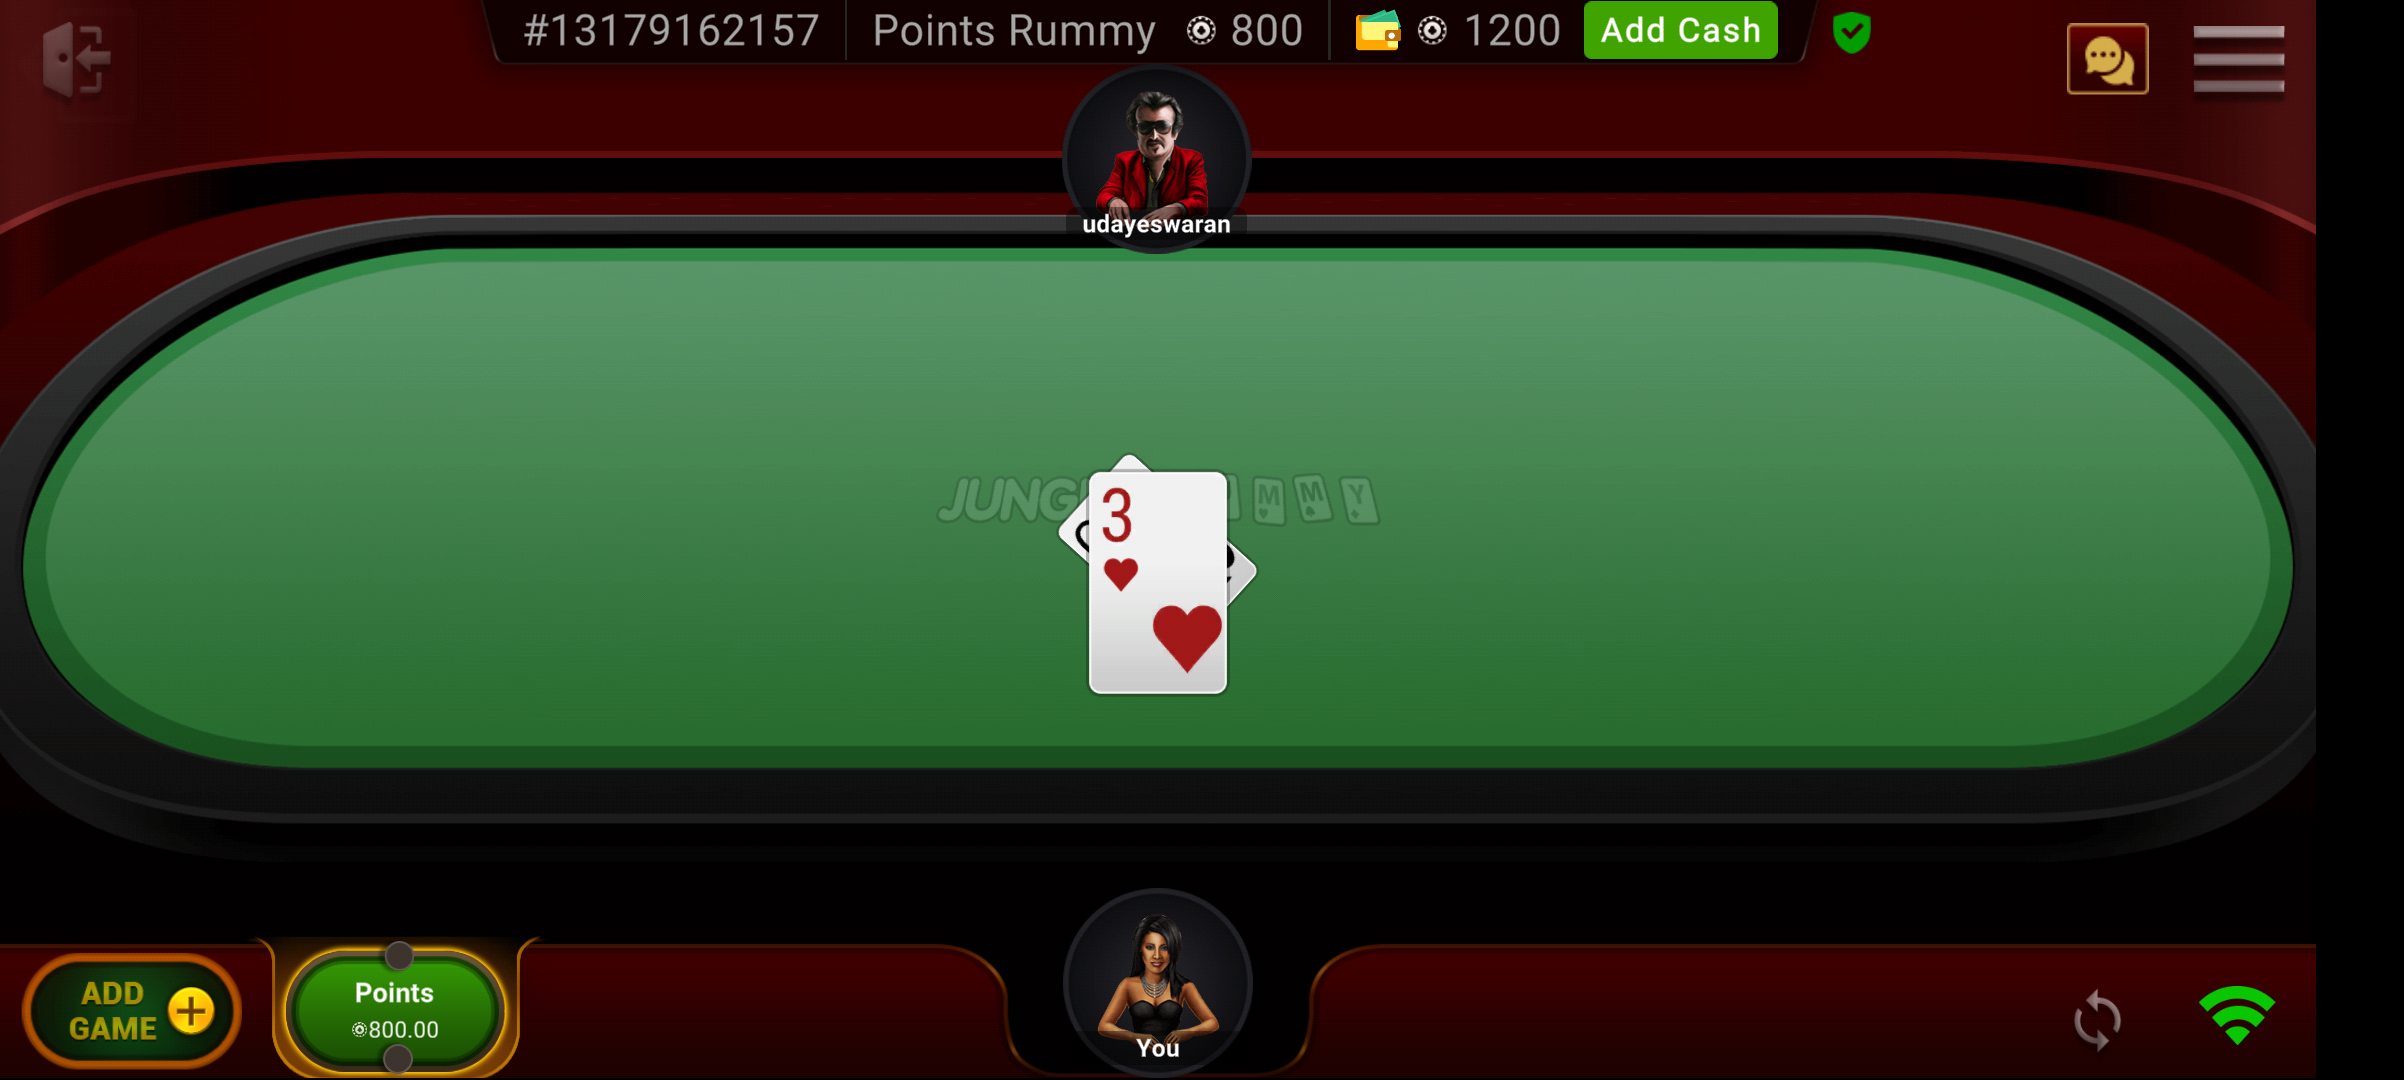 #13179162157 Points Rummy 800 1200 Add Cash
udayeswaran
M M Y
3
ADD GAME
Points
800.00
You